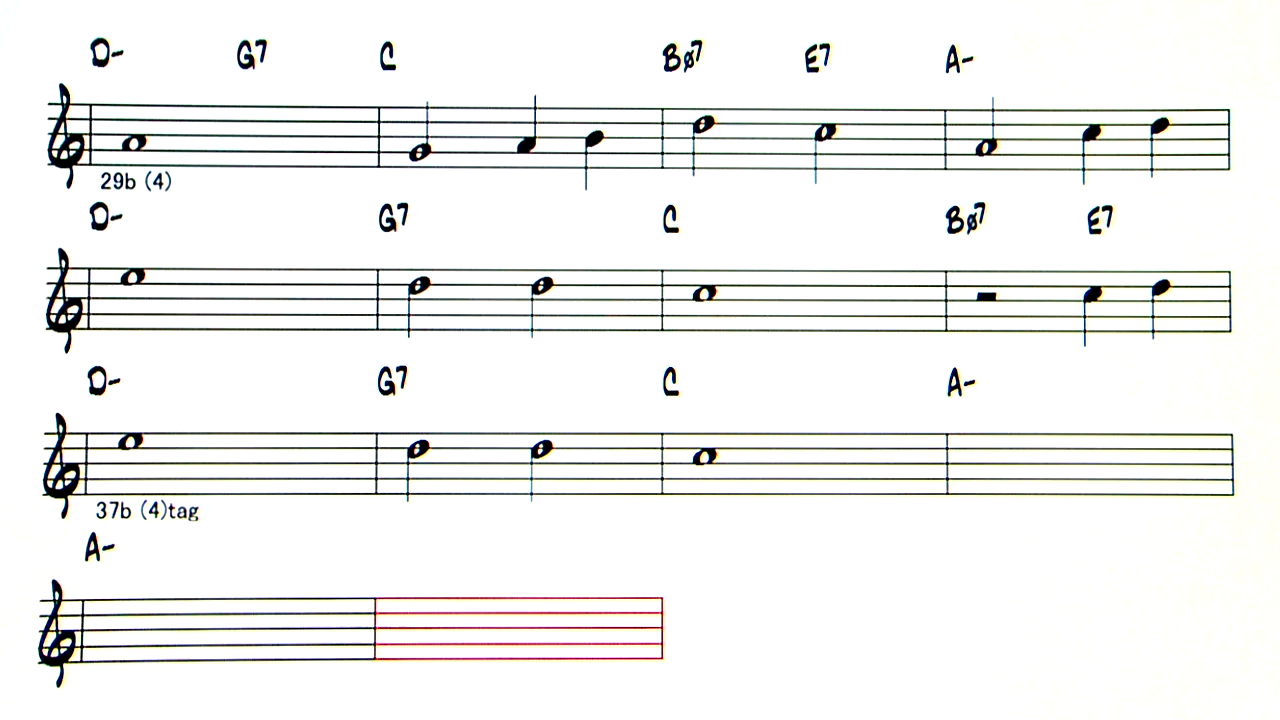 D- G7 C Bø7 E7 A-
29b (4)
D- G7 C Bø7 E7
D- G7 C A-
37b (4)tag
A-